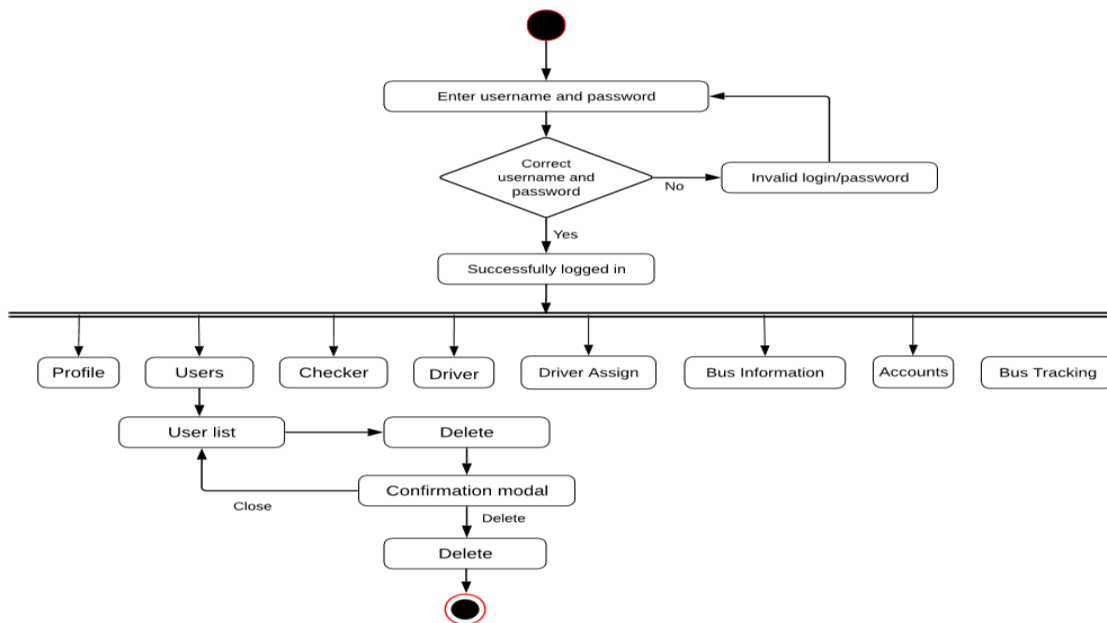 Enter username and password
Correct
username and
password
No
Invalid login/password
Yes
Successfully logged in
Profile
Users
Checker
Driver
Driver Assign
Bus Information
Accounts
Bus Tracking
User list
Delete
Confirmation modal
Close
Delete
Delete